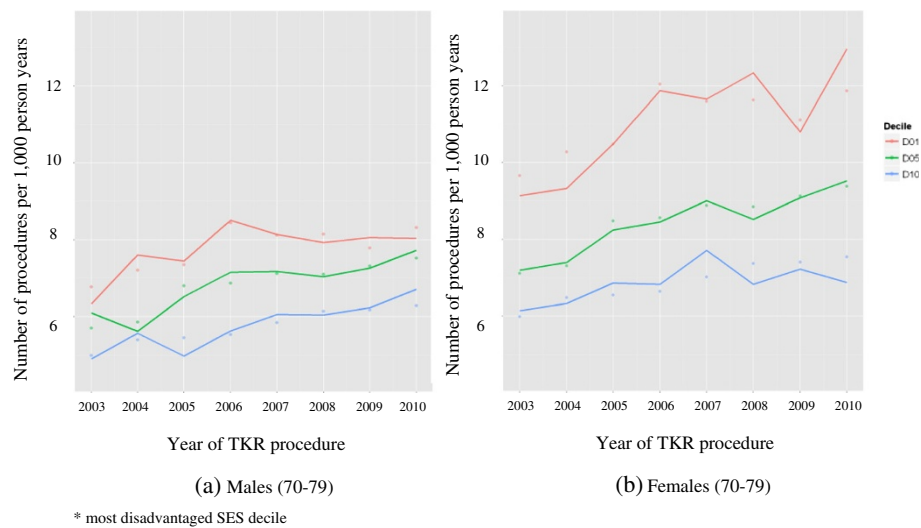 Number of procedures per 1,000 person years
12
10
8
6
2003 2004 2005 2006 2007 2008 2009 2010
Year of TKR procedure
(a) Males (70-79)
Number of procedures per 1,000 person years
12
10
8
6
2003 2004 2005 2006 2007 2008 2009 2010
Year of TKR procedure
(b) Females (70-79)
Decile
D01
D05
D10
* most disadvantaged SES decile